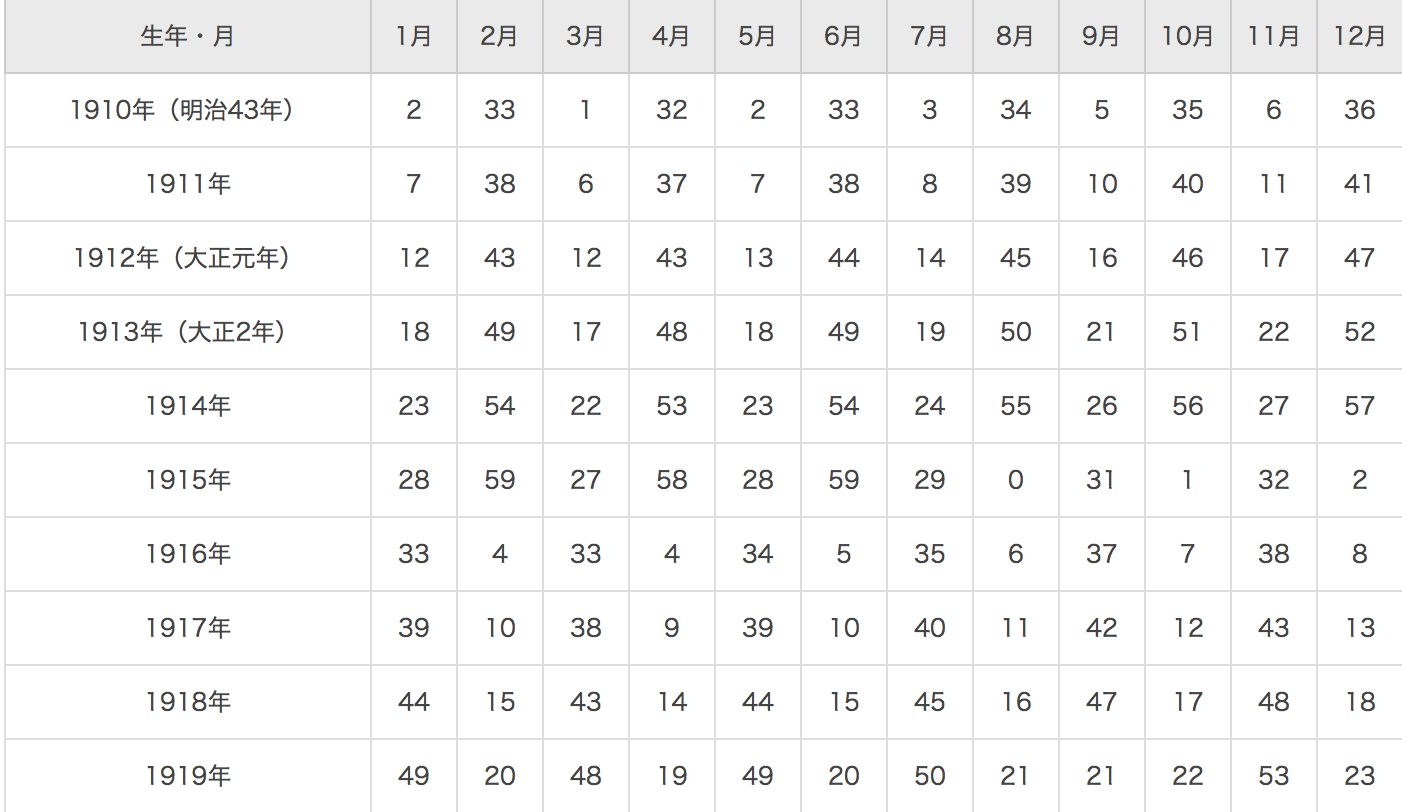 生年・月 1月 2月 3月 4月 5月 6月 7月 8月 9月 10月 11月 12月
1910年（明治43年） 2 33 1 32 2 33 3 34 5 35 6 36
1911年 7 38 6 37 7 38 8 39 10 40 11 41
1912年（大正元年） 12 43 12 43 13 44 14 45 16 46 17 47
1913年（大正2年） 18 49 17 48 18 49 19 50 21 51 22 52
1914年 23 54 22 53 23 54 24 55 26 56 27 57
1915年 28 59 27 58 28 59 29 0 31 1 32 2
1916年 33 4 33 4 34 5 35 6 37 7 38 8
1917年 39 10 38 9 39 10 40 11 42 12 43 13
1918年 44 15 43 14 44 15 45 16 47 17 48 18
1919年 49 20 48 19 49 20 50 21 21 22 53 23